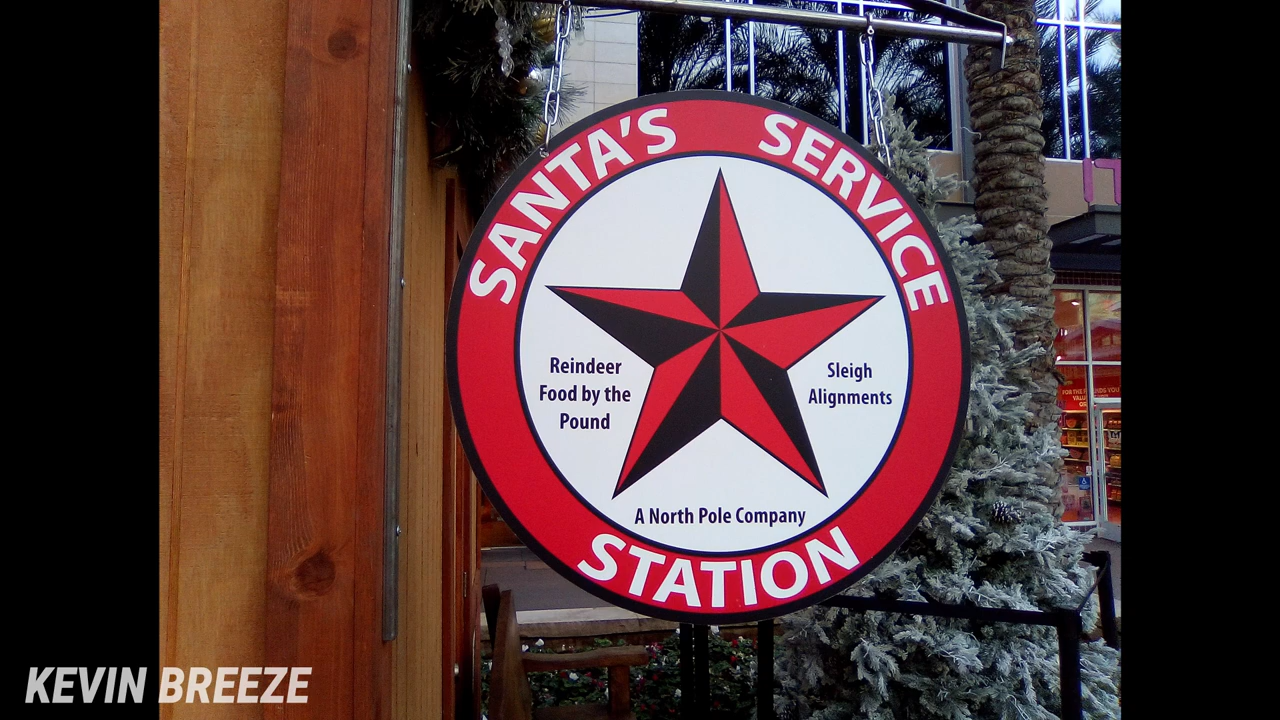 SANTA'S SERVICE
Reindeer
Food by the
Pound
Sleigh
Alignments
A North Pole Company
STATION
KEVIN BREEZE